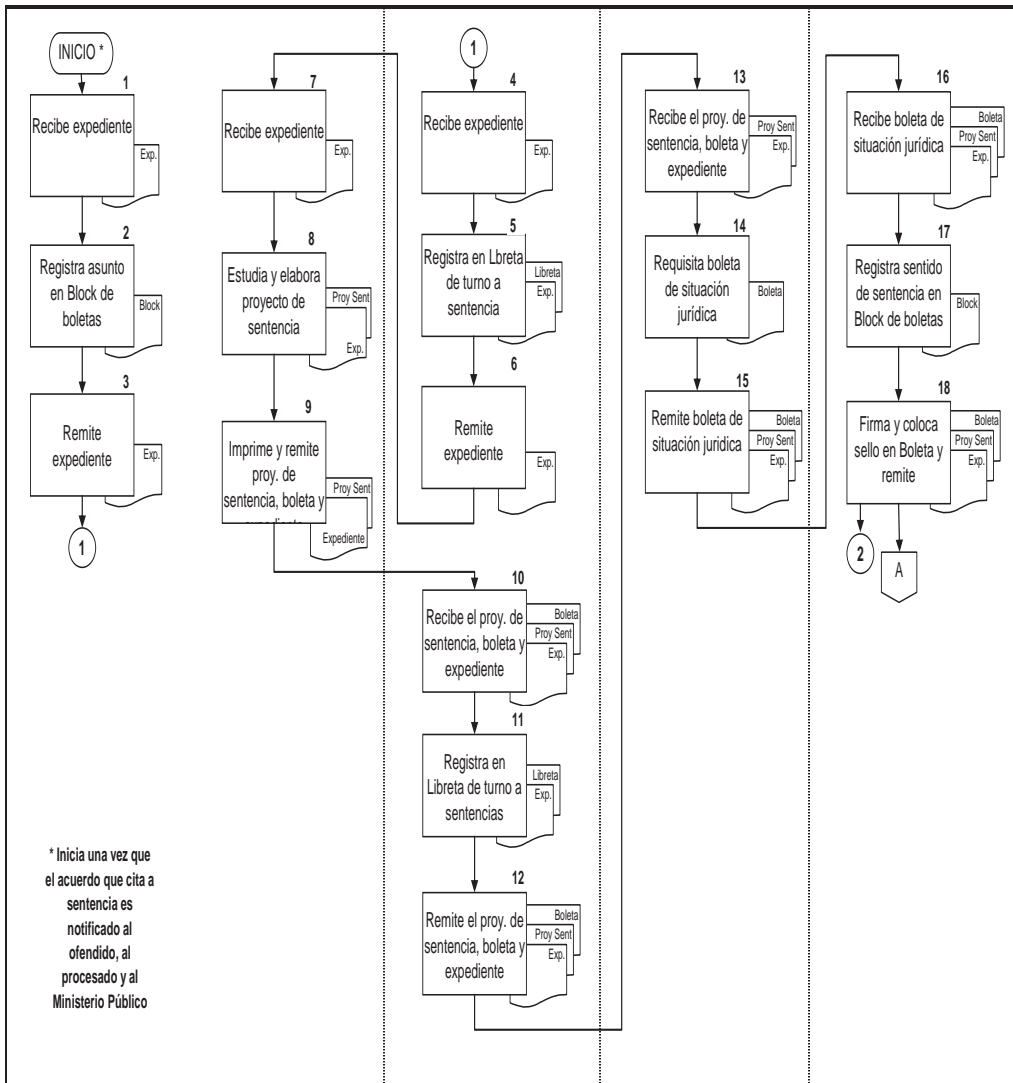 INICIO *
1
Recibe expediente
Exp.
2
Registra asunto
en Block de
boletas
Block
3
Remite
expediente
Exp.
1
* Inicia una vez que
el acuerdo que cita a
sentencia es
notificado al
ofendido, al
procesado y al
Ministerio Público
7
Recibe expediente
Exp.
8
Estudia y elabora
proyecto de
sentencia
Proy Sent
Exp.
9
Imprime y remite
proy. de
sentencia, boleta y
expediente
Proy Sent
Expediente
1
4
Recibe expediente
Exp.
5
Registra en Lbreta
de turno a
sentencia
Libreta
Exp.
6
Remite
expediente
Exp.
10
Recibe el proy. de
sentencia, boleta y
expediente
Boleta
Proy Sent
Exp.
11
Registra en
Libreta de turno a
sentencias
Libreta
Exp.
12
Remite el proy. de
sentencia, boleta y
expediente
Boleta
Proy Sent
Exp.
13
Recibe el proy. de
sentencia, boleta y
expediente
Proy Sent
Exp.
14
Requisita boleta
de situación
jurídica
Boleta
15
Remite boleta de
situación jurídica
Boleta
Proy Sent
Exp.
16
Recibe boleta de
situación jurídica
Boleta
Proy Sent
Exp.
17
Registra sentido
de sentencia en
Block de boletas
Block
18
Firma y coloca
sello en Boleta y
remite
Boleta
Proy Sent
Exp.
2
A